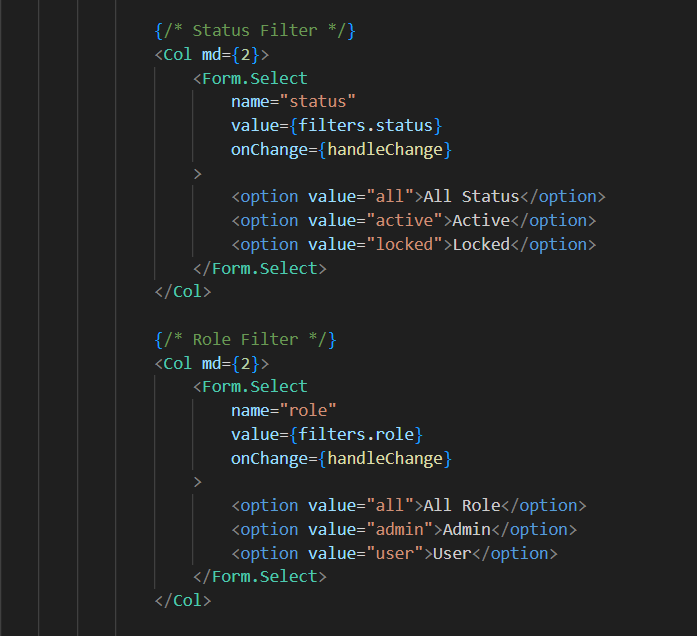 {/* Status Filter */}
<Col md={2}>
<Form.Select
name="status"
value={filters.status}
onChange={handleChange}
>
<option value="all">All Status</option>
<option value="active">Active</option>
<option value="locked">Locked</option>
</Form.Select>
</Col>
{/* Role Filter */}
<Col md={2}>
<Form.Select
name="role"
value={filters.role}
onChange={handleChange}
>
<option value="all">All Role</option>
<option value="admin">Admin</option>
<option value="user">User</option>
</Form.Select>
</Col>